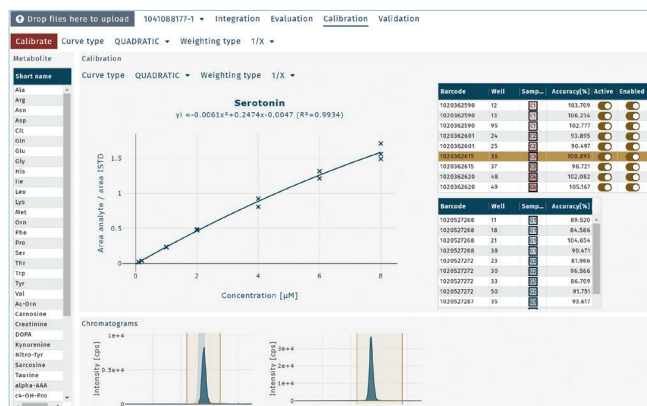 Drop files here to upload 1041088177-1 Integration Evaluation Calibration Validation
Calibrate Curve type QUADRATIC Weighting type 1/X
Metabolite
Short name
Ala
Arg
Asn
Asp
Cit
Gln
Glu
Gly
His
Ile
Leu
Lys
Met
Orn
Phe
Pro
Ser
Thr
Trp
Tyr
Val
Ac-Orn
Carnosine
Creatinine
DOPA
Kynurenine
Nitro-Tyr
Sarcosine
Taurine
alpha-AAA
c4-OH-Pro
Calibration
Curve type QUADRATIC Weighting type 1/X
Serotonin
yi =-0.0061x²+0.2474x-0.0047 (R²=0.9934)
Area analyte / area ISTD
1.5
1
0.5
0
0 2 4 6 8
Concentration [µM]
Barcode Well Samp... Accuracy[%] Active Enabled
1020362590 12 103.709
1020362590 13 106.234
1020362590 95 102.777
1020362601 24 93.895
1020362601 25 90.497
1020362615 36 100.893
1020362615 37 98.721
1020362620 48 102.082
1020362620 49 105.167
Barcode Well Samp... Accuracy[%]
1020527268 11 89.520
1020527268 18 84.586
1020527268 21 104.654
1020527268 38 90.471
1020527272 23 81.966
1020527272 30 96.566
1020527272 33 86.709
1020527272 50 91.751
1020527287 35 93.617
Chromatograms
Intensity [cps]
1e+4
0.5e+4
0
Intensity [cps]
3e+4
2e+4
1e+4
0